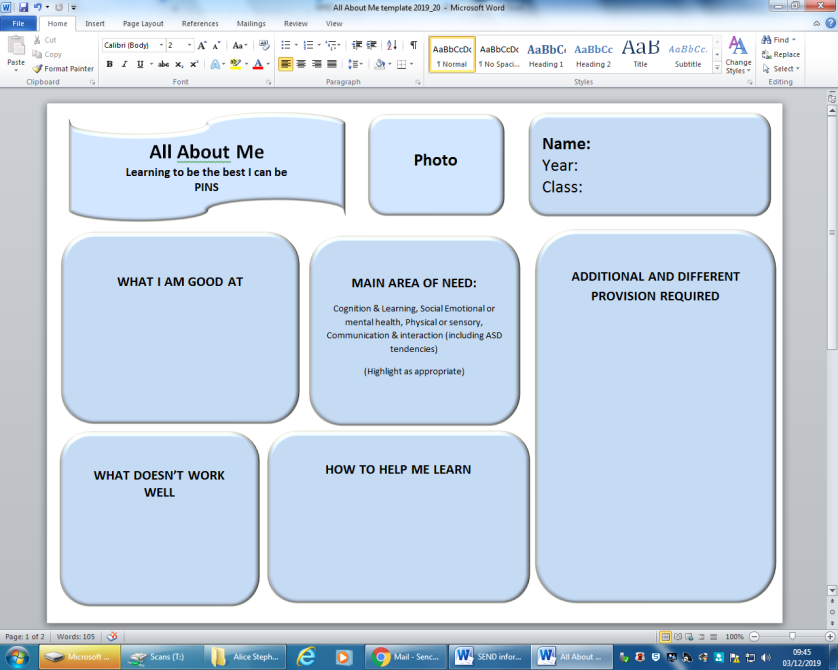 All About Me template 2019_20 - Microsoft Word
File Home Insert Page Layout References Mailings Review View
Paste
Cut
Copy
Format Painter
Clipboard
Calibri (Body) 2
Font
Paragraph
AaBbCcDc AaBbCcDc AaBbC AaBbCc AaB AaBbCc.
¶ Normal ¶ No Spaci... Heading 1 Heading 2 Title Subtitle
Change
Styles
Styles
Find
Replace
Select
Editing
All About Me
Learning to be the best I can be
PINS
Photo
Name:
Year:
Class:
WHAT I AM GOOD AT
MAIN AREA OF NEED:
Cognition & Learning, Social Emotional or
mental health, Physical or sensory,
Communication & interaction (including ASD
tendencies)
(Highlight as appropriate)
ADDITIONAL AND DIFFERENT
PROVISION REQUIRED
WHAT DOESN'T WORK
WELL
HOW TO HELP ME LEARN
Page: 1 of 2 Words: 105
100%
Microsoft ... Scans (T:) Alice Steph... Mail - Senc... SEND infor... All About ...
09:45
03/12/2019